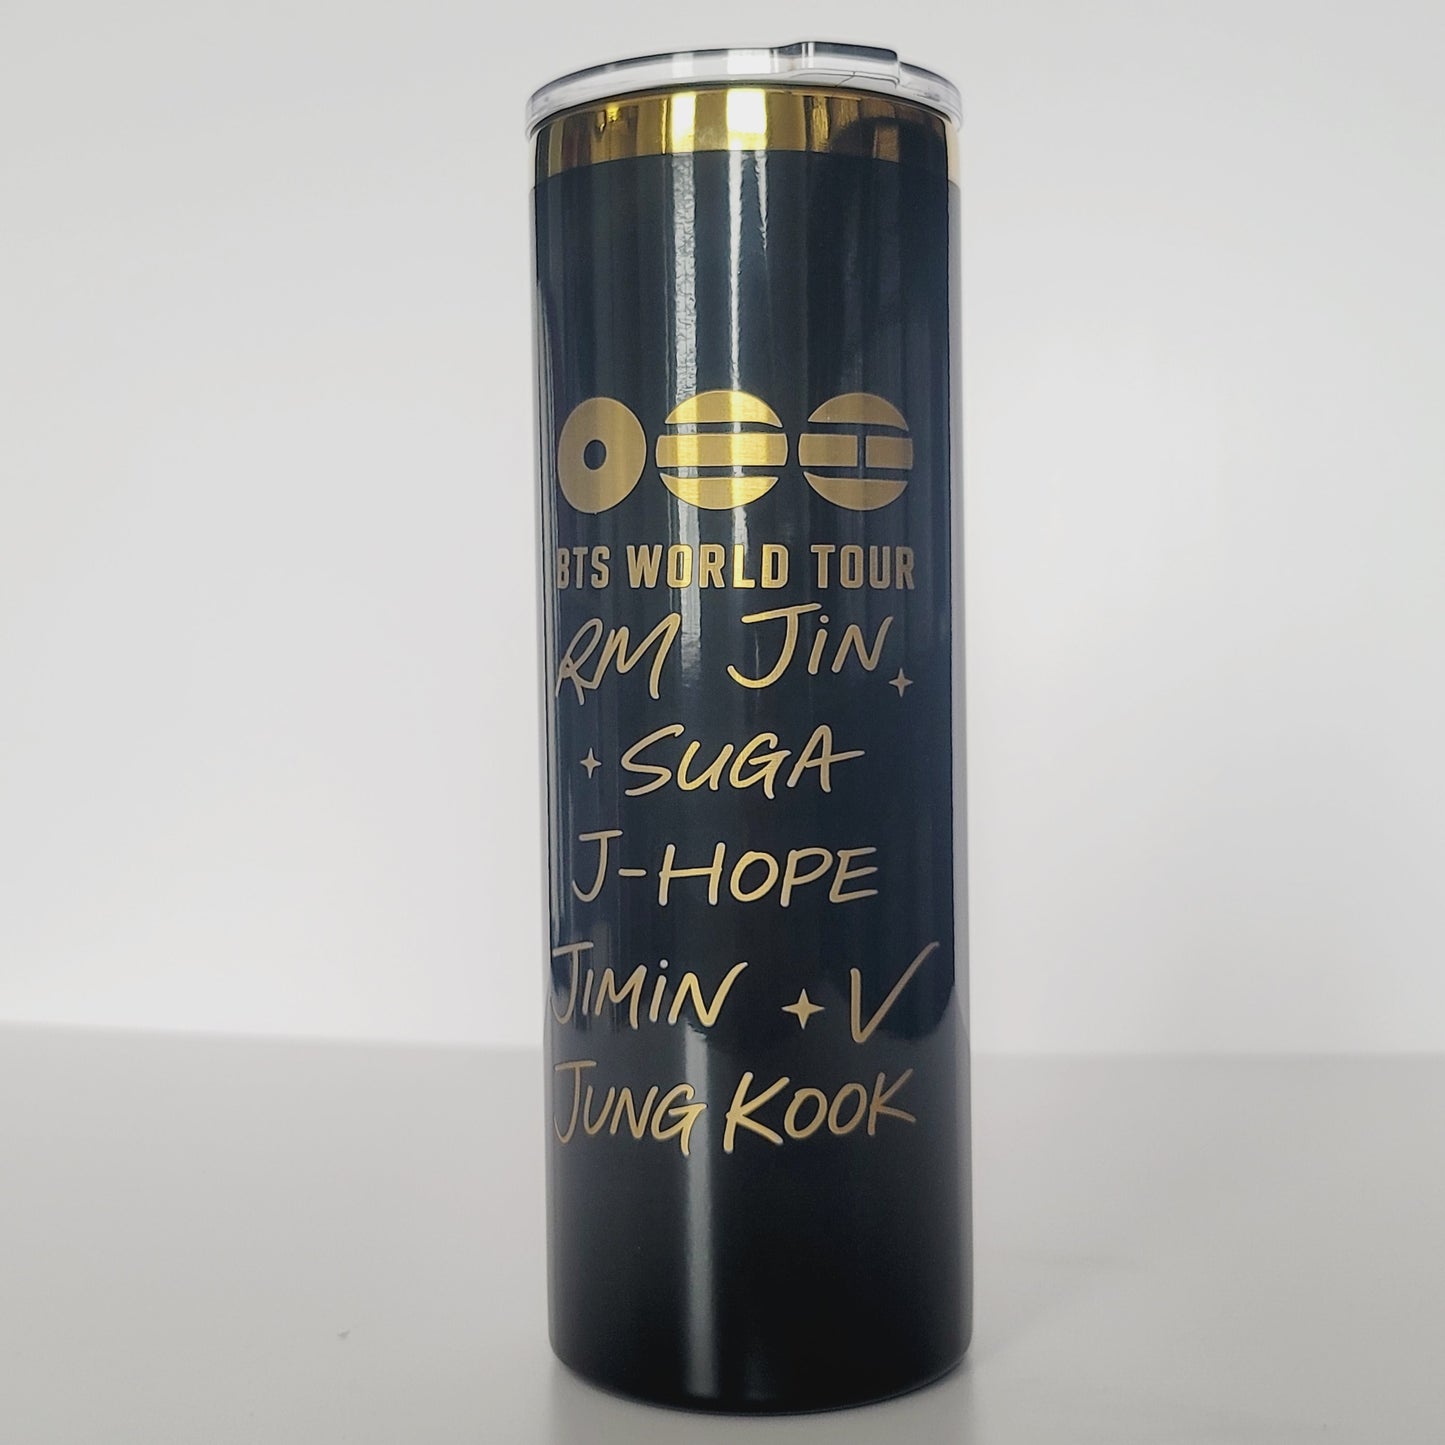 BTS WORLD TOUR
RM JiN
SUGA
J-HOPE
JIMiN V
JUNG KOOK